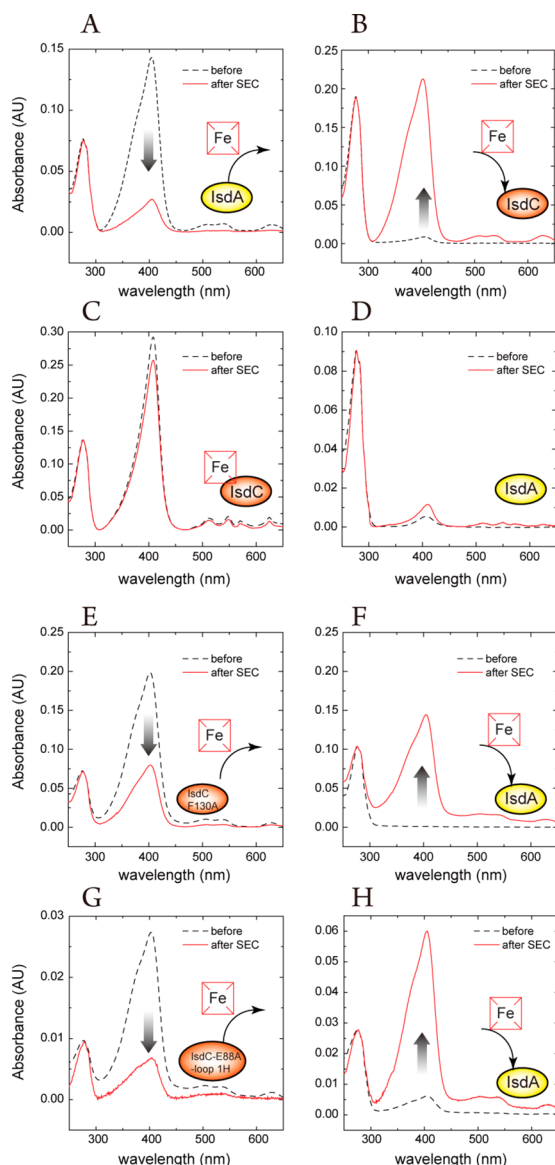 A
0.15
0.10
0.05
0.00
Absorbance (AU)
before
after SEC
Fe
IsdA
300 400 500 600
wavelength (nm)
B
0.25
0.20
0.15
0.10
0.05
0.00
before
after SEC
Fe
IsdC
300 400 500 600
wavelength (nm)
C
0.30
0.25
0.20
0.15
0.10
0.05
0.00
Absorbance (AU)
before
after SEC
Fe
IsdC
300 400 500 600
wavelength (nm)
D
0.10
0.08
0.06
0.04
0.02
0.00
before
after SEC
IsdA
300 400 500 600
wavelength (nm)
E
0.25
0.20
0.15
0.10
0.05
0.00
Absorbance (AU)
before
after SEC
Fe
IsdC
F130A
300 400 500 600
wavelength (nm)
F
0.25
0.20
0.15
0.10
0.05
0.00
before
after SEC
Fe
IsdA
300 400 500 600
wavelength (nm)
G
0.03
0.02
0.01
0.00
Absorbance (AU)
before
after SEC
Fe
IsdC-E88A
-loop 1H
300 400 500 600
wavelength (nm)
H
0.06
0.05
0.04
0.03
0.02
0.01
0.00
before
after SEC
Fe
IsdA
300 400 500 600
wavelength (nm)